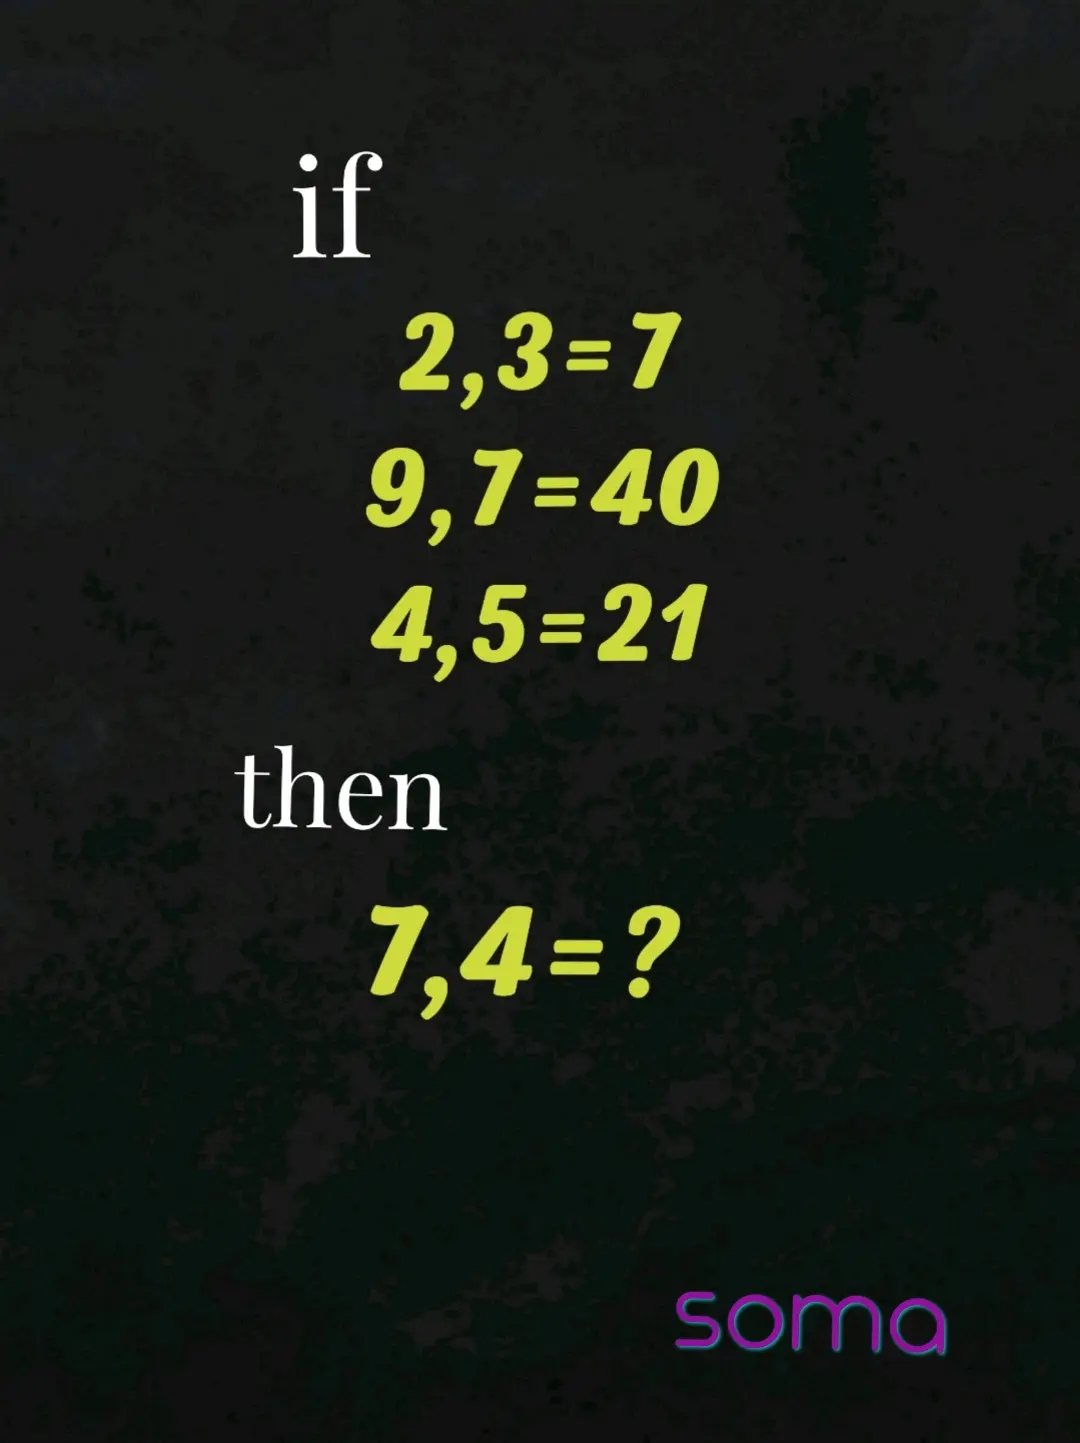 if
2,3=7
9,7=40
4,5=21
then
7,4=?
soma